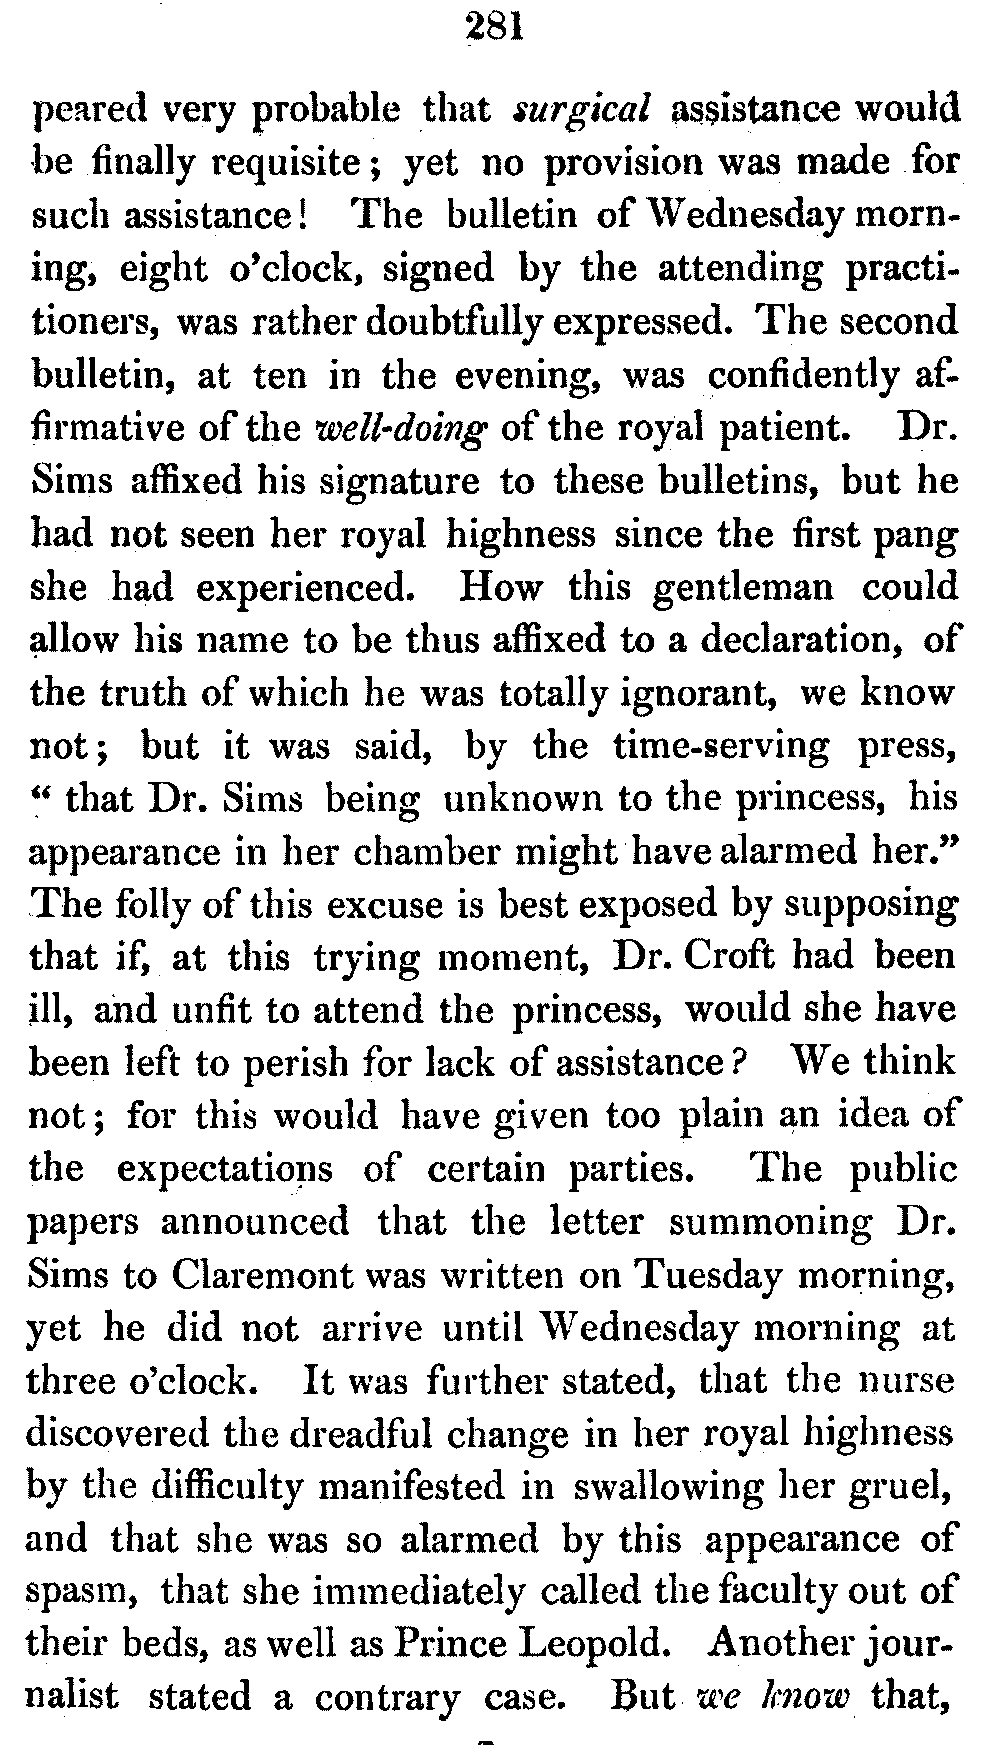 281
peared very probable that surgical assistance would
be finally requisite; yet no provision was made for
such assistance! The bulletin of Wednesday morn-
ing, eight o'clock, signed by the attending practi-
tioners, was rather doubtfully expressed. The second
bulletin, at ten in the evening, was confidently af-
firmative of the well-doing of the royal patient. Dr.
Sims affixed his signature to these bulletins, but he
had not seen her royal highness since the first pang
she had experienced. How this gentleman could
allow his name to be thus affixed to a declaration, of
the truth of which he was totally ignorant, we know
not; but it was said, by the time-serving press,
“ that Dr. Sims being unknown to the princess, his
appearance in her chamber might have alarmed her.”
The folly of this excuse is best exposed by supposing
that if, at this trying moment, Dr. Croft had been
ill, and unfit to attend the princess, would she have
been left to perish for lack of assistance? We think
not; for this would have given too plain an idea of
the expectations of certain parties. The public
papers announced that the letter summoning Dr.
Sims to Claremont was written on Tuesday morning,
yet he did not arrive until Wednesday morning at
three o'clock. It was further stated, that the nurse
discovered the dreadful change in her royal highness
by the difficulty manifested in swallowing her gruel,
and that she was so alarmed by this appearance of
spasm, that she immediately called the faculty out of
their beds, as well as Prince Leopold. Another jour-
nalist stated a contrary case. But we know that,